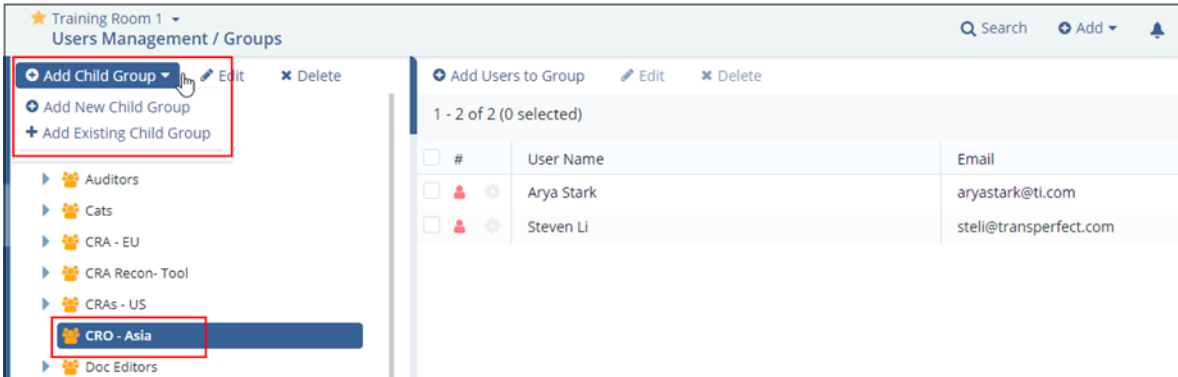 Training Room 1
Users Management / Groups
Search
Add
Add Child Group
Edit
Delete
Add New Child Group
Add Existing Child Group
Auditors
Cats
CRA - EU
CRA Recon- Tool
CRAs - US
CRO - Asia
Doc Editors
Add Users to Group
Edit
Delete
1 - 2 of 2 (0 selected)
# User Name Email
Arya Stark aryastark@ti.com
Steven Li steli@transperfect.com